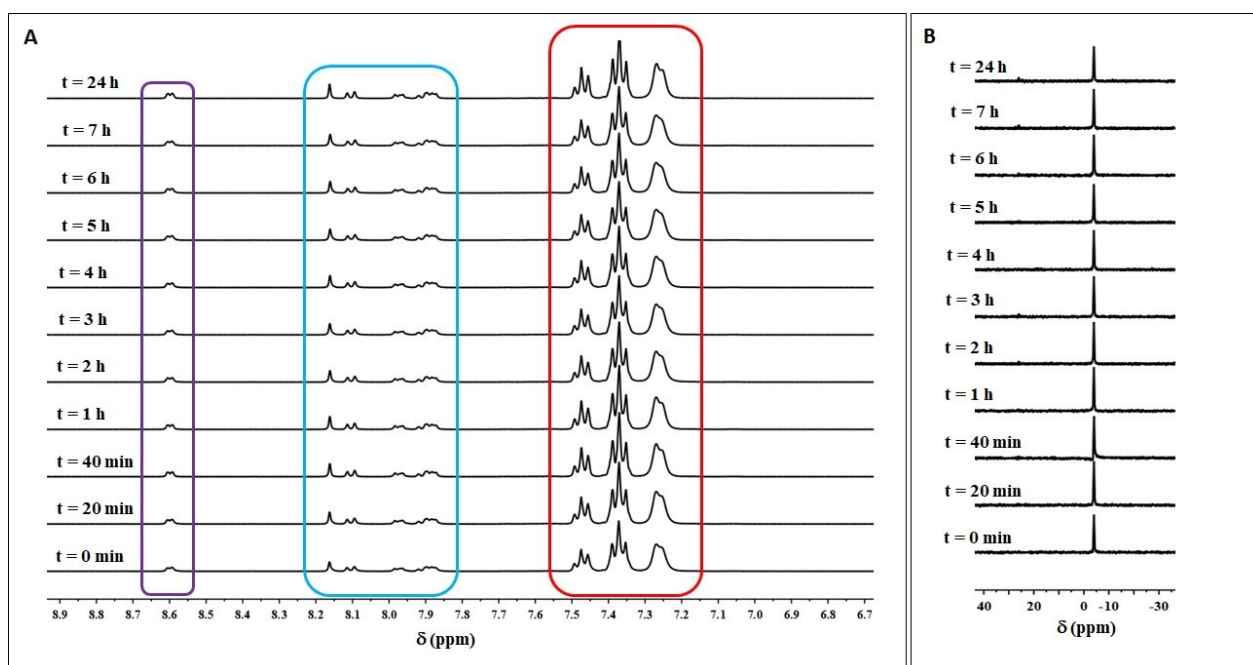 A
t = 24 h
t = 7 h
t = 6 h
t = 5 h
t = 4 h
t = 3 h
t = 2 h
t = 1 h
t = 40 min
t = 20 min
t = 0 min
8.9 8.8 8.7 8.6 8.5 8.4 8.3 8.2 8.1 8.0 7.9 7.8 7.7 7.6 7.5 7.4 7.3 7.2 7.1 7.0 6.9 6.8 6.7
δ (ppm)
B
t = 24 h
t = 7 h
t = 6 h
t = 5 h
t = 4 h
t = 3 h
t = 2 h
t = 1 h
t = 40 min
t = 20 min
t = 0 min
40 20 0 -10 -30
δ (ppm)